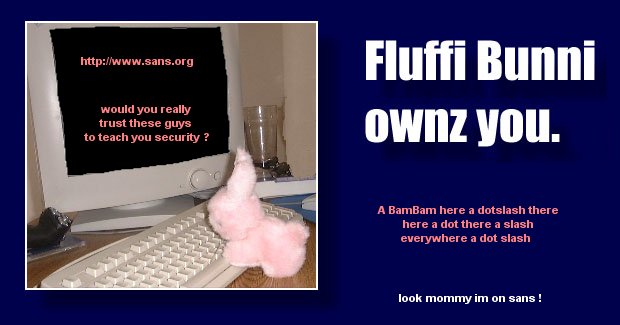 http://www.sans.org
would you really
trust these guys
to teach you security ?
Fluffi Bunni
ownz you.
A BamBam here a dotslash there
here a dot there a slash
everywhere a dot slash
look mommy im on sans !